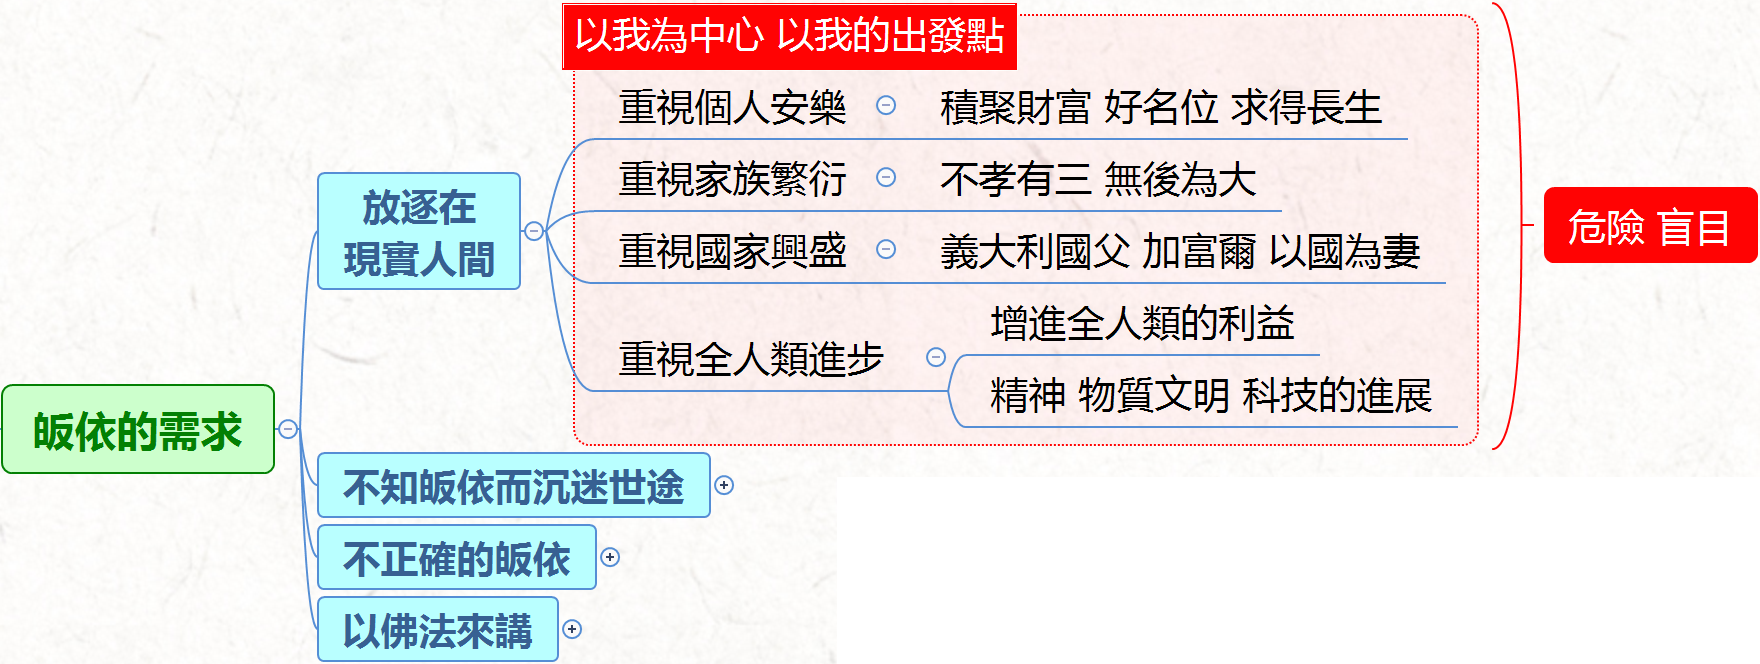 以我為中心 以我的出發點
重視個人安樂
積聚財富 好名位 求得長生
重視家族繁衍
不孝有三 無後為大
放逐在
現實人間
重視國家興盛
義大利國父 加富爾 以國為妻
危險 盲目
重視全人類進步
增進全人類的利益
精神 物質文明 科技的進展
皈依的需求
不知皈依而沉迷世途
不正確的皈依
以佛法來講